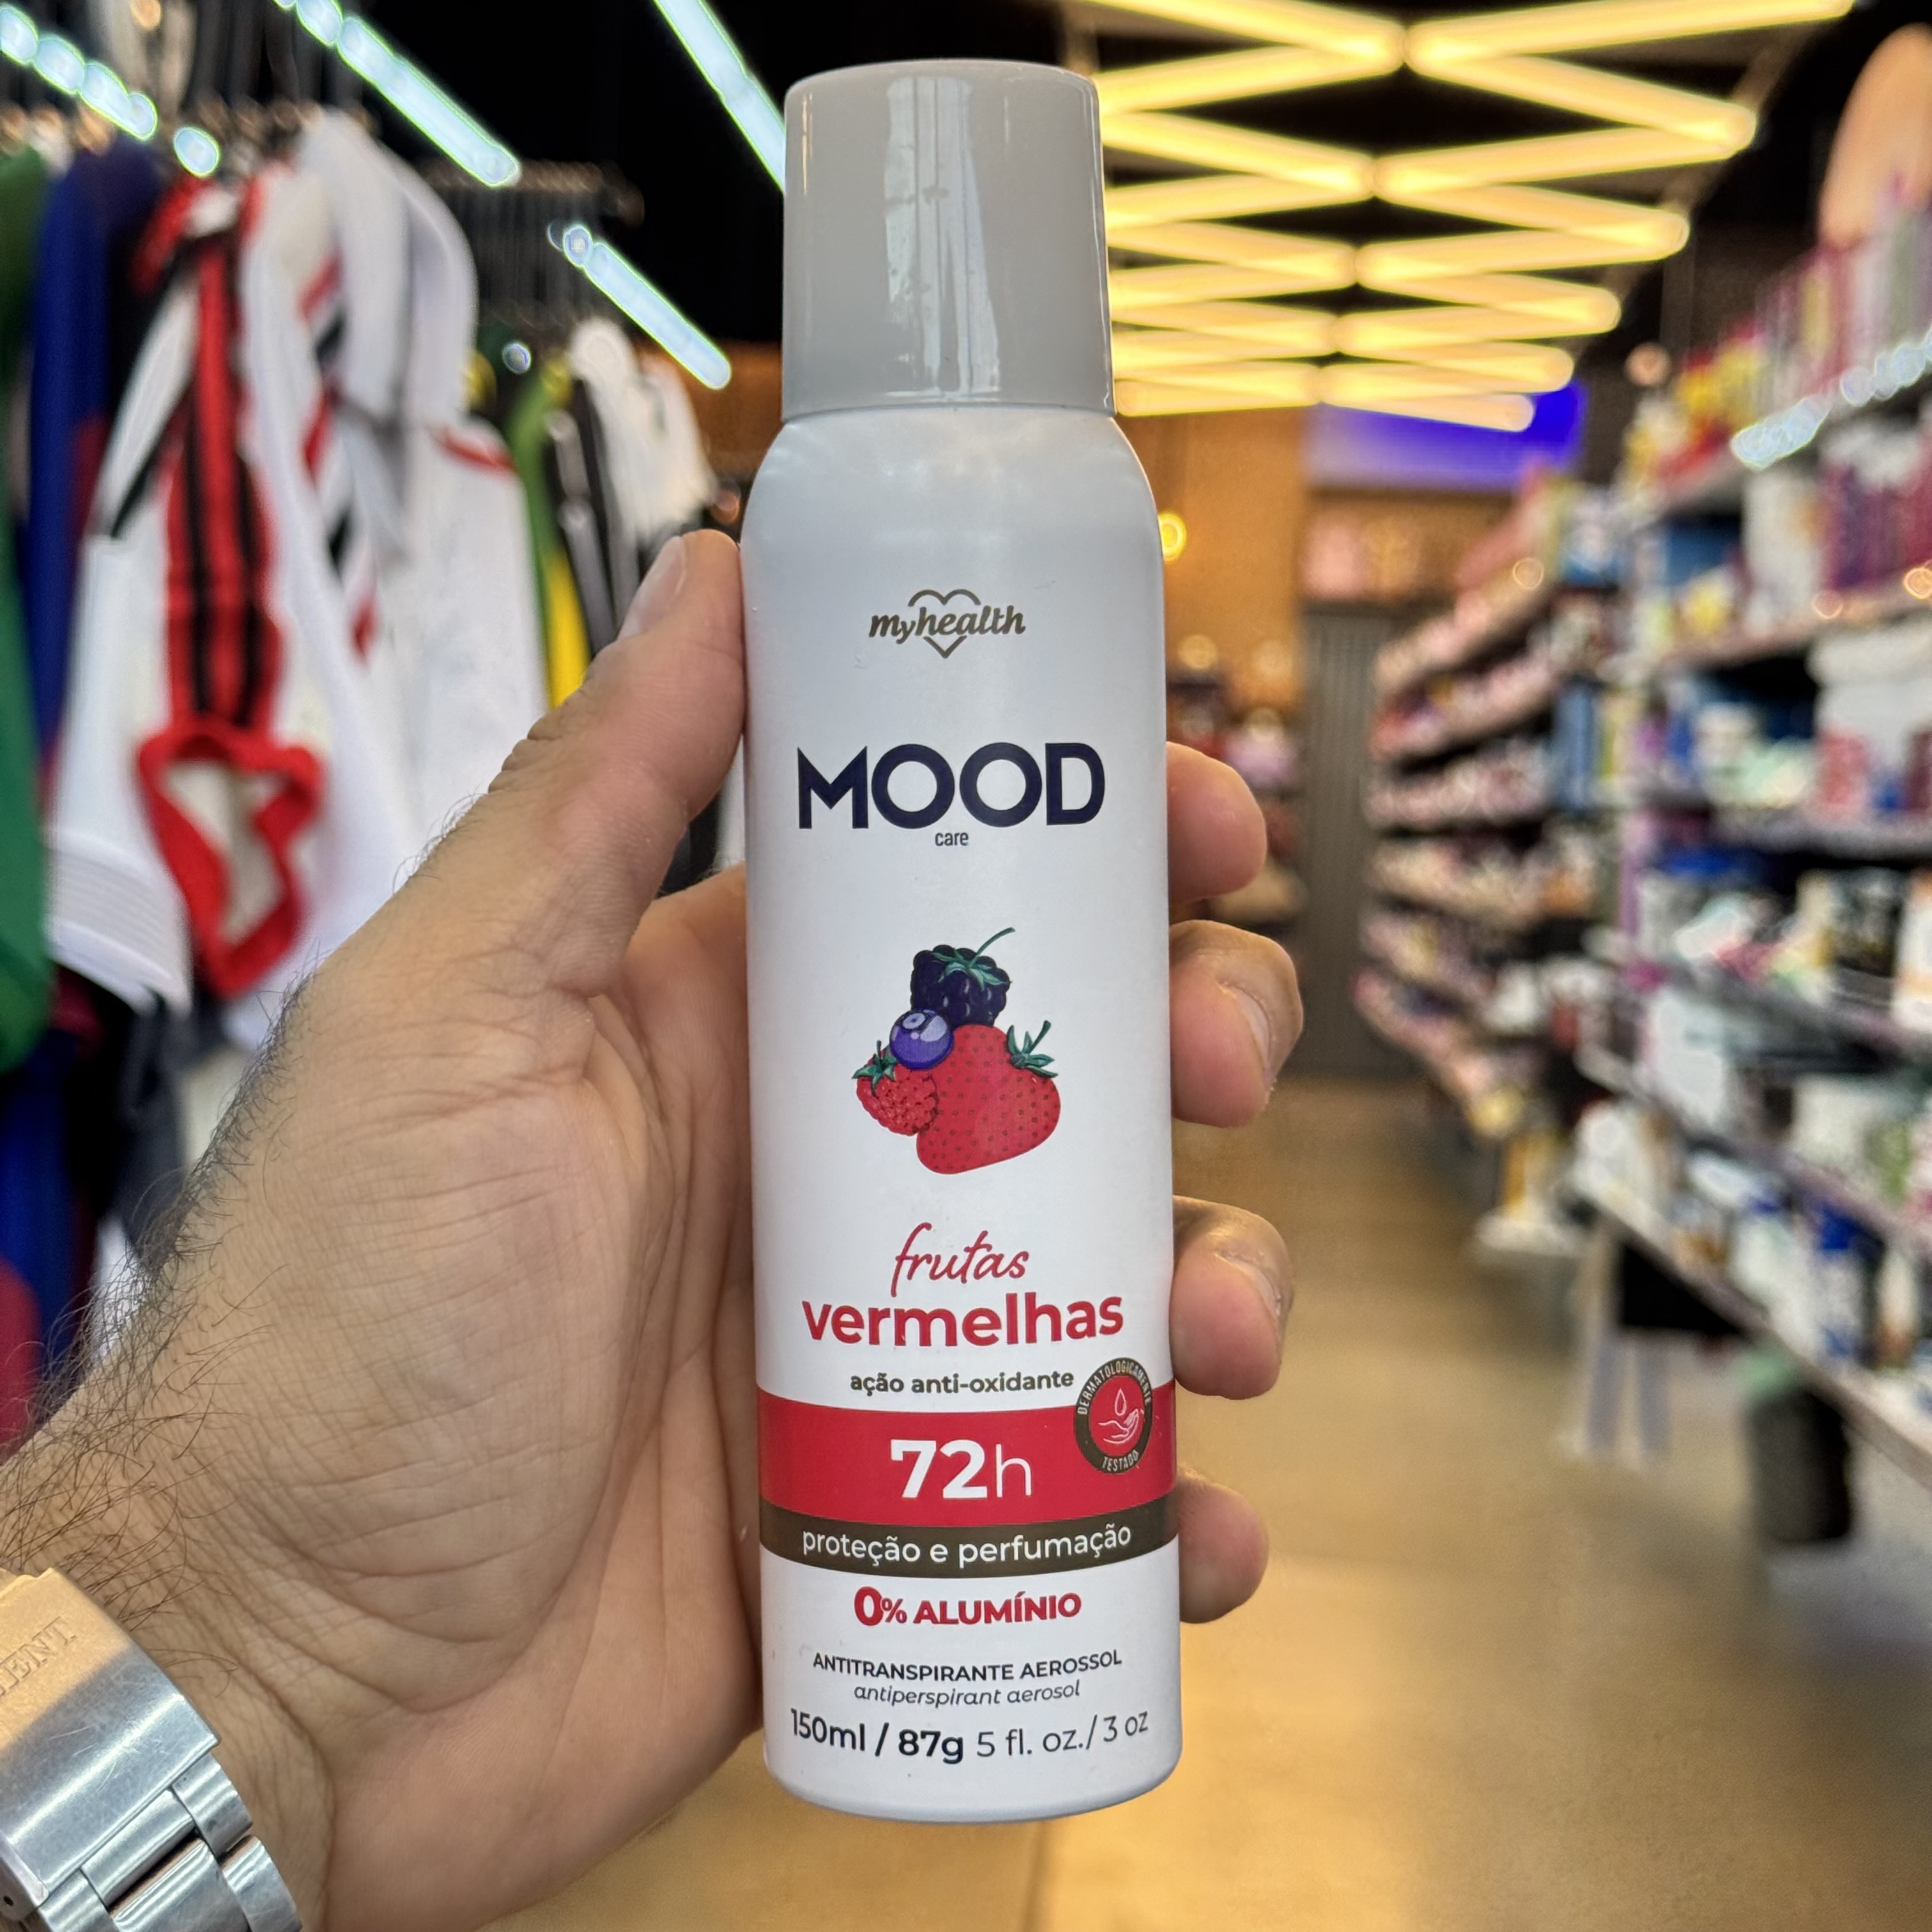 myhealth
MOOD
care
frutas
vermelhas
ação anti-oxidante
DERMATOLOGICAMENTE
TESTADO
72h
proteção e perfumação
0% ALUMÍNIO
ANTITRANSPIRANTE AEROSSOL
antiperspirant aerosol
150ml / 87g 5 fl. oz./ 3 oz